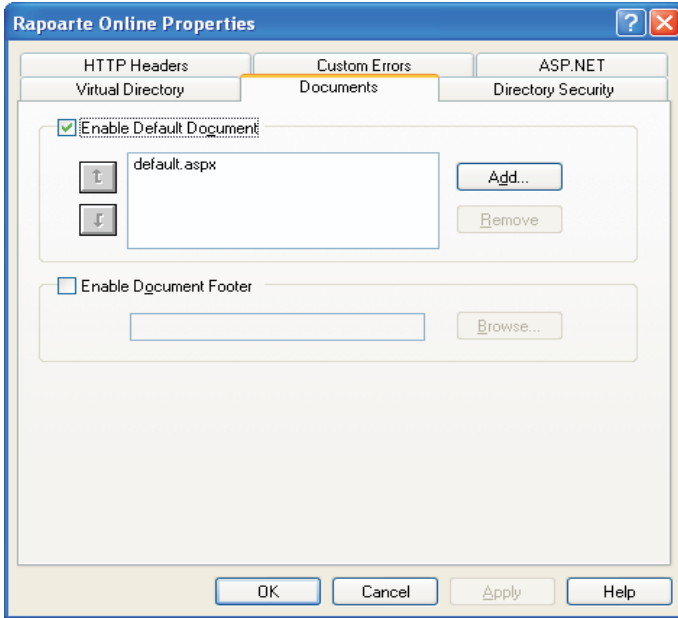 Rapoarte Online Properties
HTTP Headers Custom Errors ASP.NET
Virtual Directory Documents Directory Security
Enable Default Document
default.aspx
Add...
Remove
Enable Document Footer
Browse...
OK Cancel Apply Help